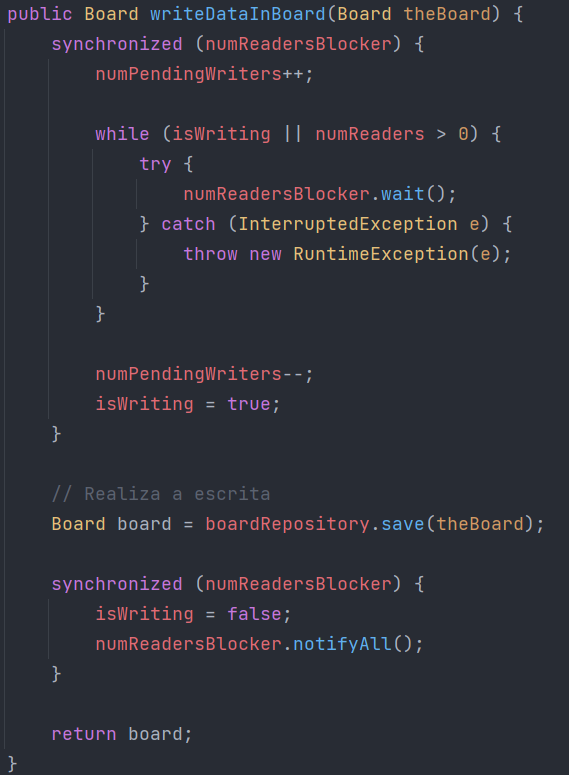 public Board writeDataInBoard(Board theBoard) {
    synchronized (numReadersBlocker) {
        numPendingWriters++;

        while (isWriting || numReaders > 0) {
            try {
                numReadersBlocker.wait();
            } catch (InterruptedException e) {
                throw new RuntimeException(e);
            }
        }

        numPendingWriters--;
        isWriting = true;
    }

    // Realiza a escrita
    Board board = boardRepository.save(theBoard);

    synchronized (numReadersBlocker) {
        isWriting = false;
        numReadersBlocker.notifyAll();
    }

    return board;
}